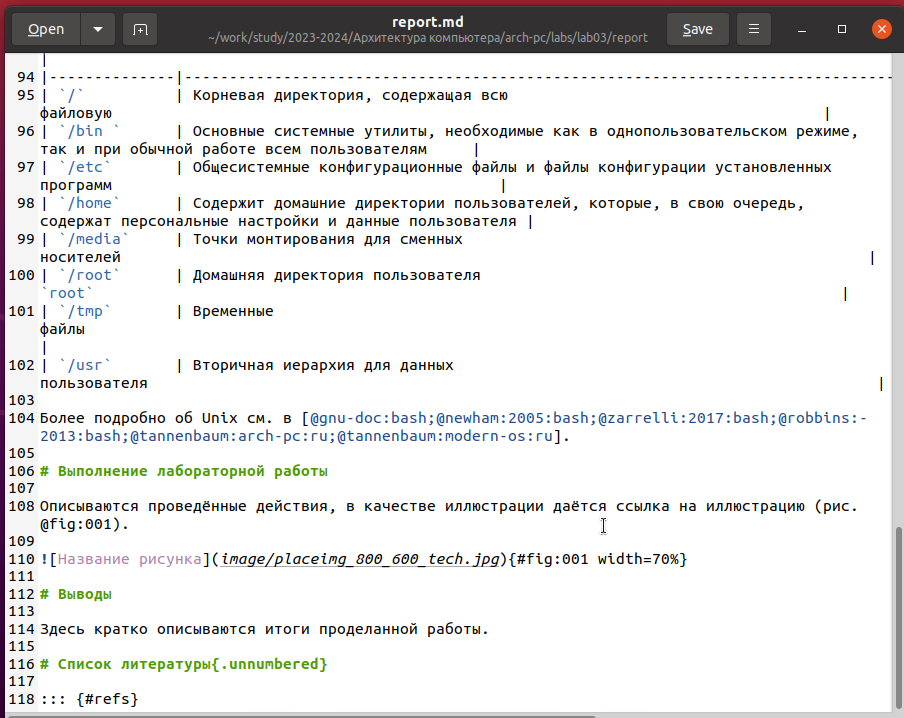 Open
report.md
~/work/study/2023-2024/Архитектура компьютера/arch-pc/labs/lab03/report
Save
|
94 |--------------|-------------------------------------------------------------------------------
95 | `/` | Корневая директория, содержащая всю
файловую |
96 | `/bin ` | Основные системные утилиты, необходимые как в однопользовательском режиме,
так и при обычной работе всем пользователям |
97 | `/etc` | Общесистемные конфигурационные файлы и файлы конфигурации установленных
программ |
98 | `/home` | Содержит домашние директории пользователей, которые, в свою очередь,
содержат персональные настройки и данные пользователя |
99 | `/media` | Точки монтирования для сменных
носителей |
100 | `/root` | Домашняя директория пользователя
`root` |
101 | `/tmp` | Временные
файлы
|
102 | `/usr` | Вторичная иерархия для данных
пользователя |
103
104 Более подробно об Unix см. в [@gnu-doc:bash;@newham:2005:bash;@zarrelli:2017:bash;@robbins:-
2013:bash;@tannenbaum:arch-pc:ru;@tannenbaum:modern-os:ru].
105
106 # Выполнение лабораторной работы
107
108 Описываются проведённые действия, в качестве иллюстрации даётся ссылка на иллюстрацию (рис.
@fig:001).
109
110 ![Название рисунка](image/placeimg_800_600_tech.jpg){#fig:001 width=70%}
111
112 # Выводы
113
114 Здесь кратко описываются итоги проделанной работы.
115
116 # Список литературы{.unnumbered}
117
118 ::: {#refs}